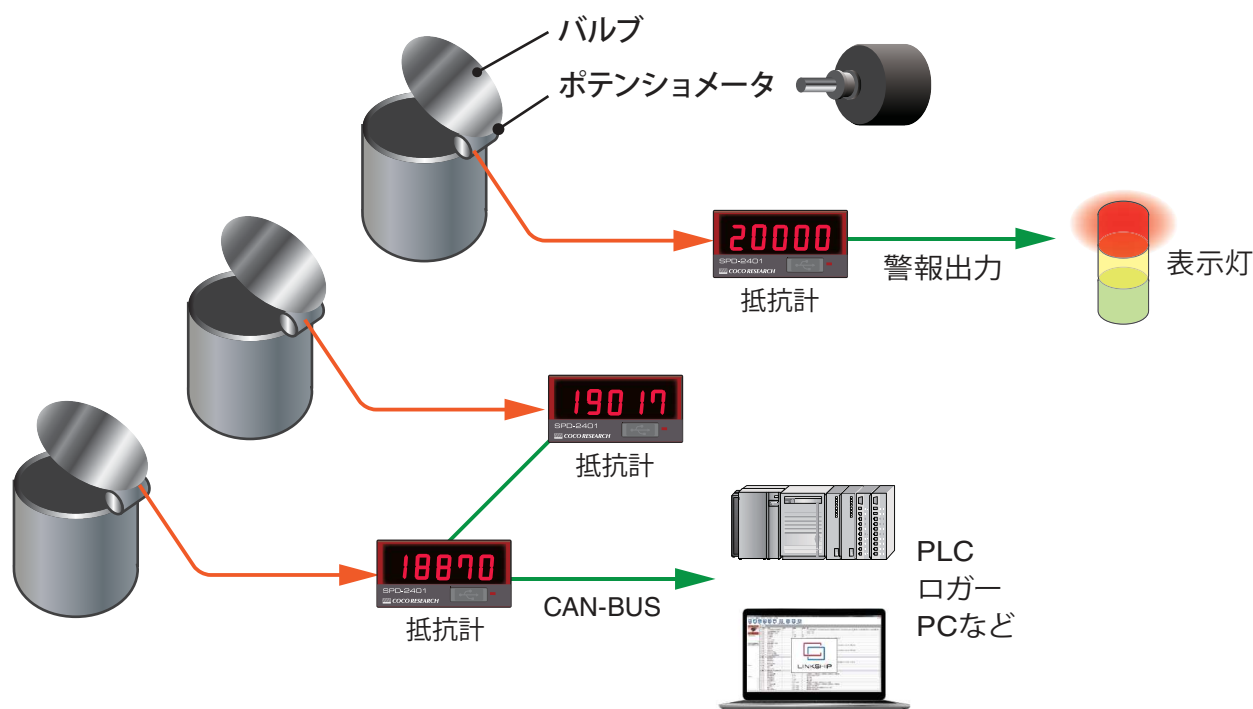 バルブ
ポテンショメータ
20000
SPD-2401
COCO RESEARCH
抵抗計
警報出力
表示灯
19017
SPD-2401
COCO RESEARCH
抵抗計
18870
SPD-2401
COCO RESEARCH
抵抗計
CAN-BUS
PLC
ロガー
PCなど
LINKSHIP